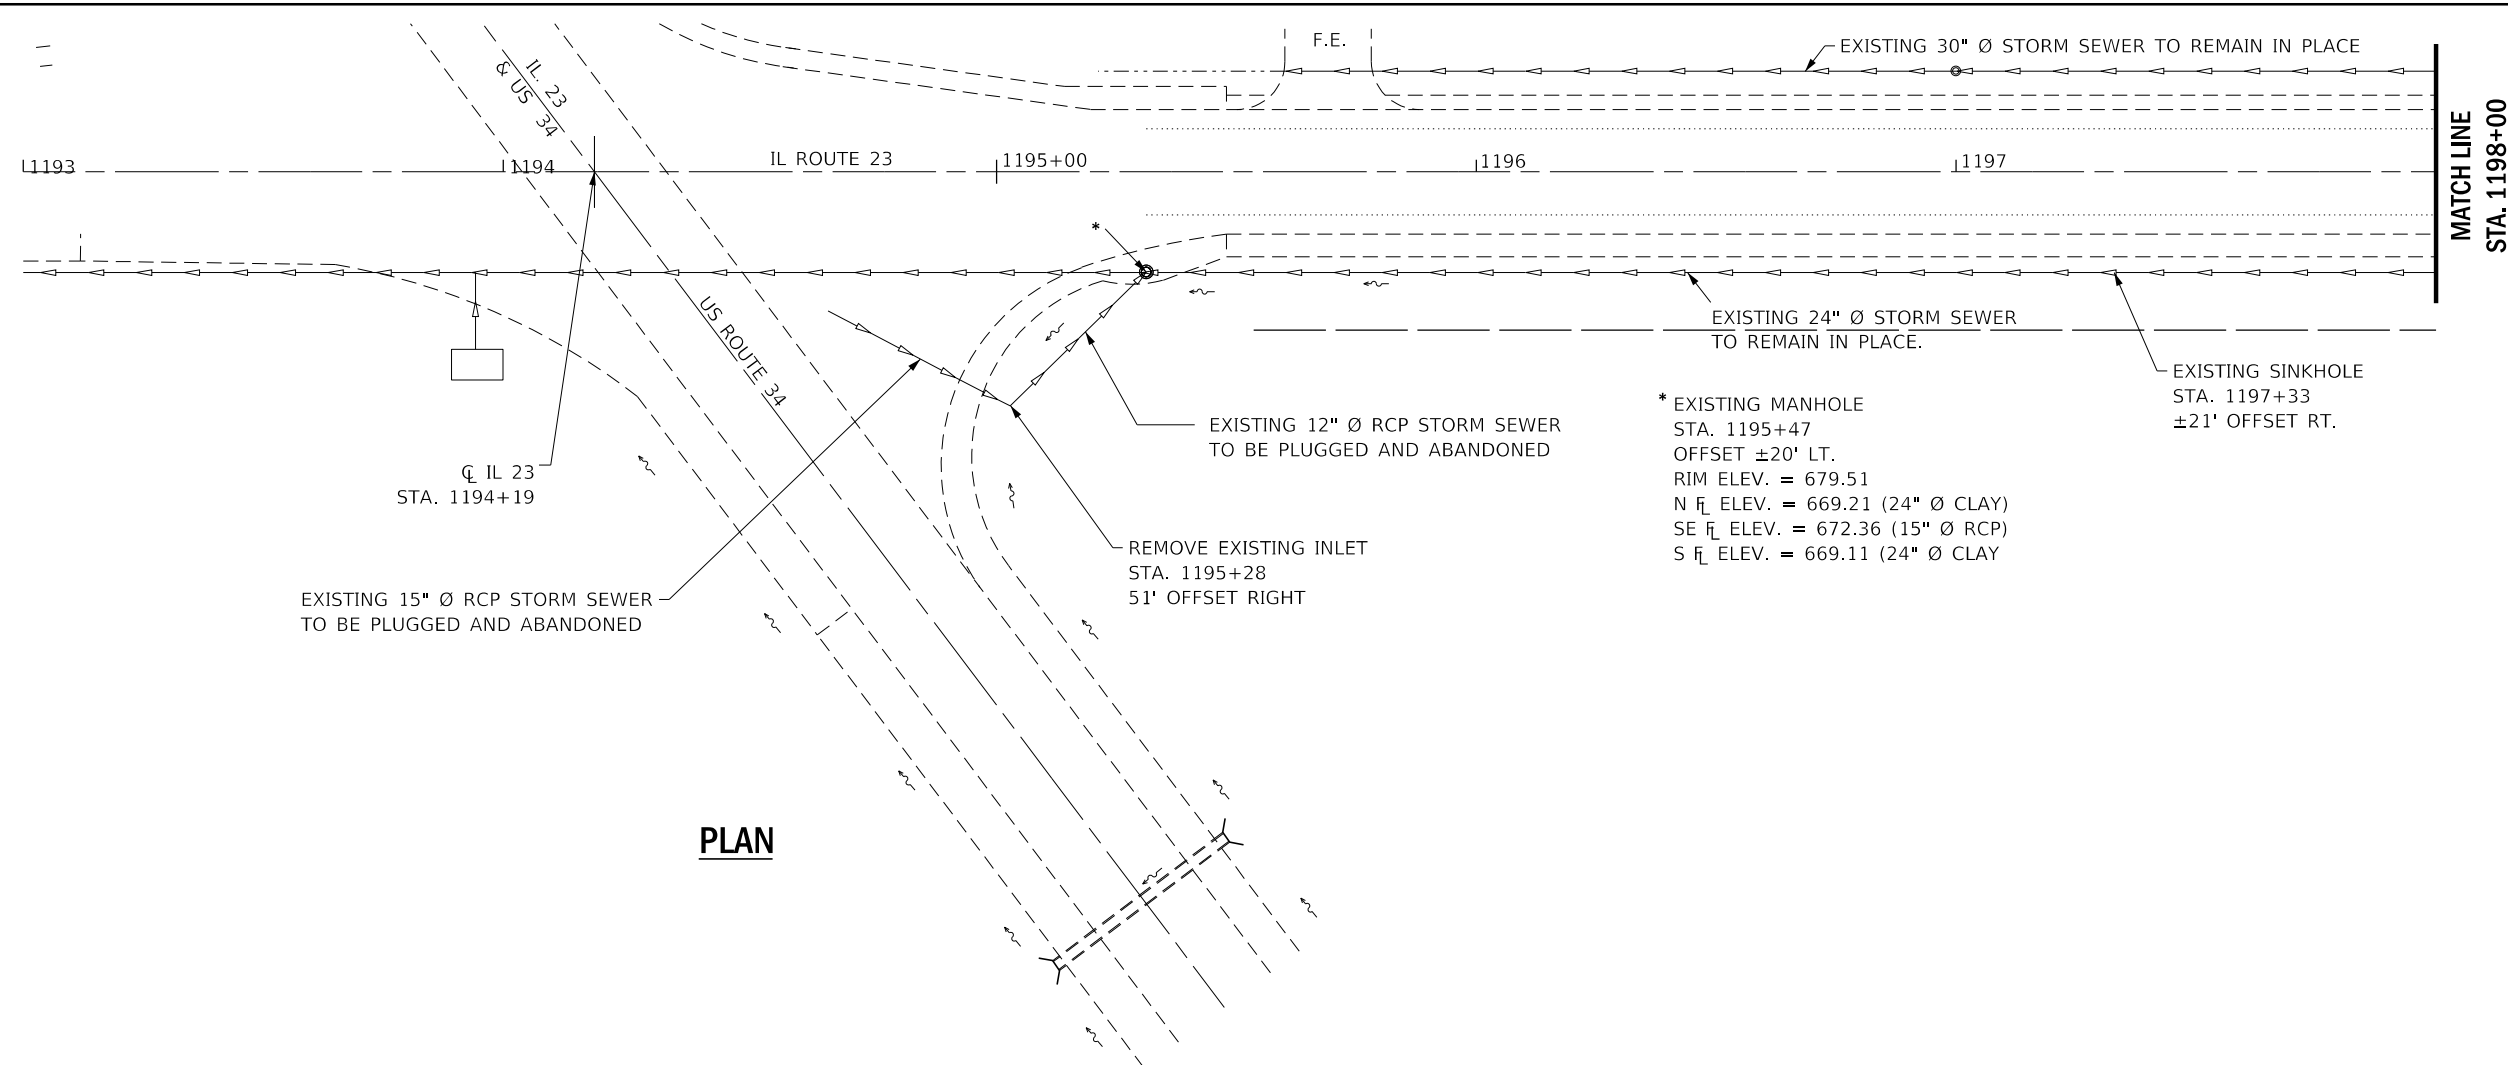 F.E.
EXISTING 30" Ø STORM SEWER TO REMAIN IN PLACE
IL. 23
& US 34
MATCH LINE
STA. 1198+00
1193
1194
IL ROUTE 23
1195+00
1196
1197
*
US ROUTE 34
EXISTING 24" Ø STORM SEWER
TO REMAIN IN PLACE.
EXISTING SINKHOLE
STA. 1197+33
±21' OFFSET RT.
* EXISTING MANHOLE
STA. 1195+47
OFFSET ±20' LT.
RIM ELEV. = 679.51
N FL ELEV. = 669.21 (24" Ø CLAY)
SE FL ELEV. = 672.36 (15" Ø RCP)
S FL ELEV. = 669.11 (24" Ø CLAY
EXISTING 12" Ø RCP STORM SEWER
TO BE PLUGGED AND ABANDONED
℄ IL 23
STA. 1194+19
REMOVE EXISTING INLET
STA. 1195+28
51' OFFSET RIGHT
EXISTING 15" Ø RCP STORM SEWER
TO BE PLUGGED AND ABANDONED
PLAN